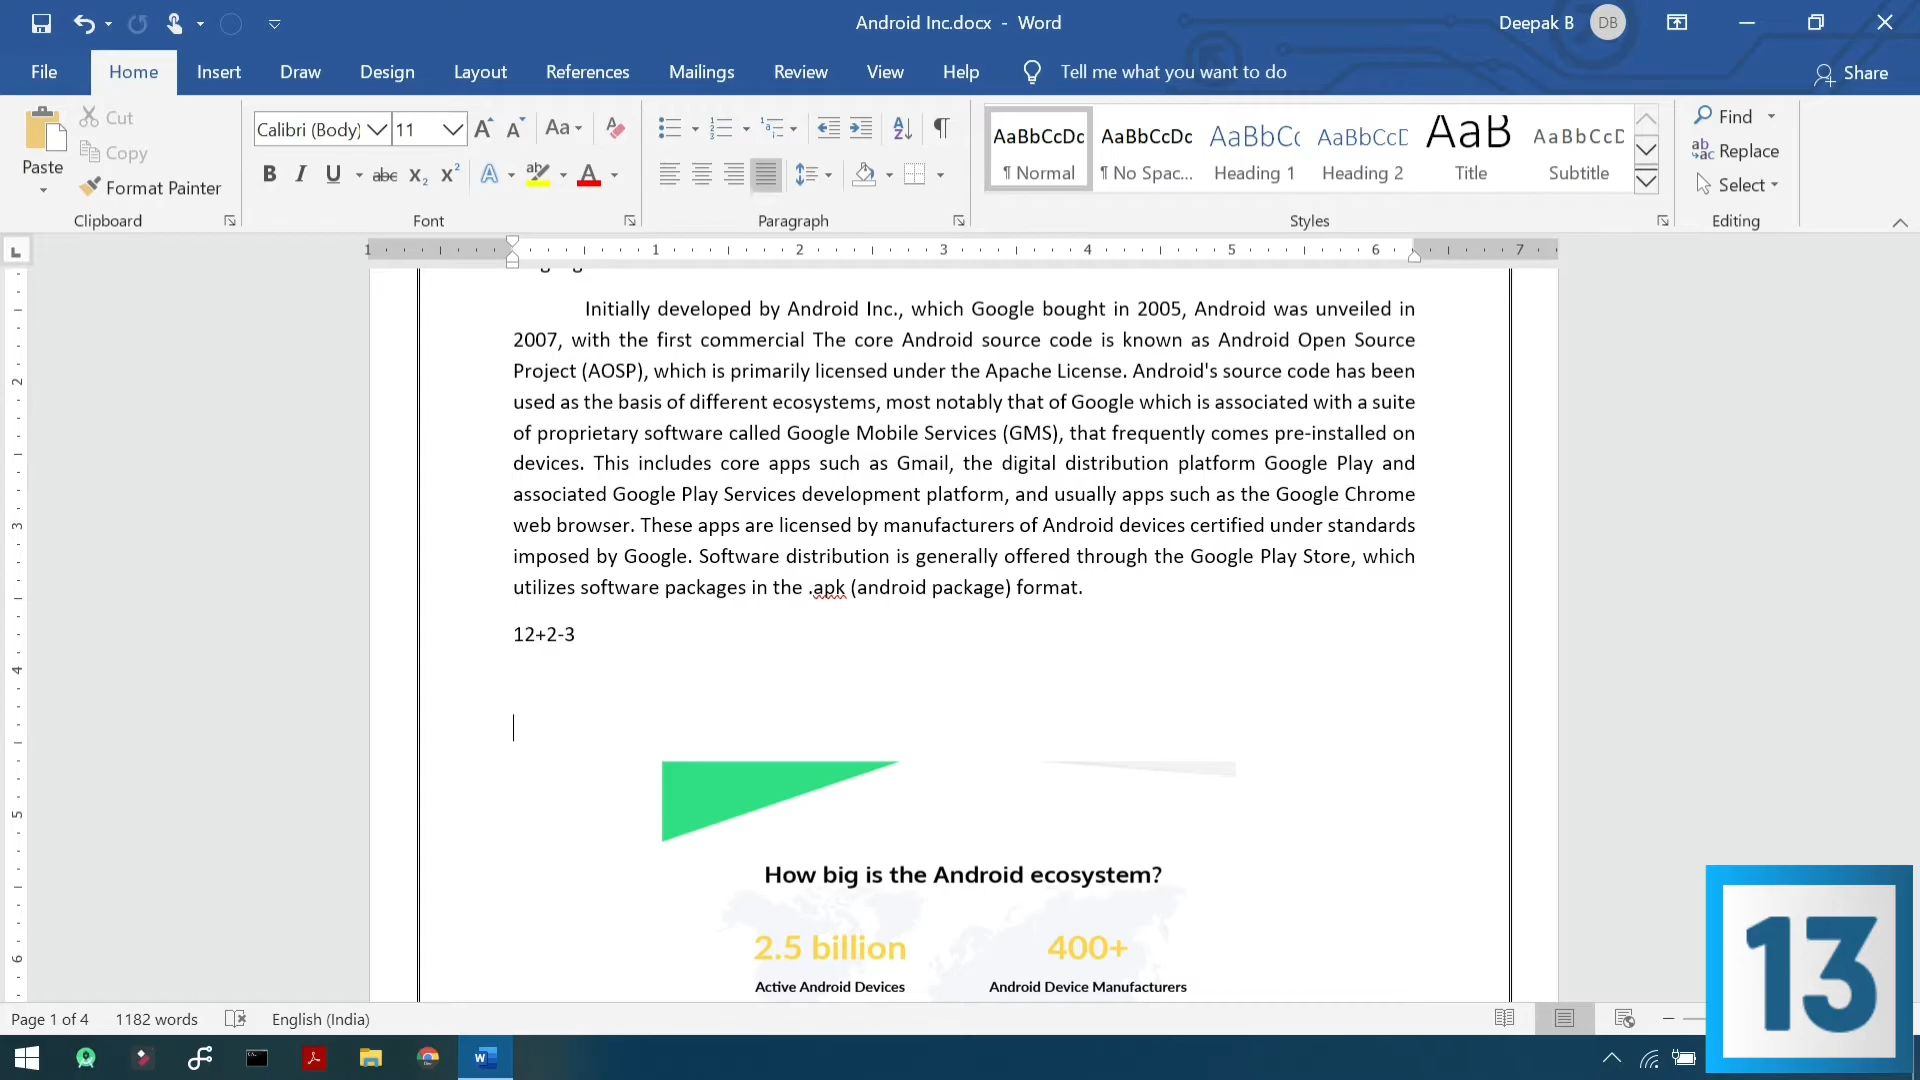 Android Inc.docx - Word
Deepak B
DB
File Home Insert Draw Design Layout References Mailings Review View Help Tell me what you want to do Share
Paste
Cut
Copy
Format Painter
Clipboard
Calibri (Body) 11
Font
Paragraph
AaBbCcDc AaBbCcDc AaBbC AaBbCcD AaB AaBbCcD
¶ Normal ¶ No Spac... Heading 1 Heading 2 Title Subtitle
Styles
Find
Replace
Select
Editing
1 1 2 3 4 5 6 7
Initially developed by Android Inc., which Google bought in 2005, Android was unveiled in
2007, with the first commercial The core Android source code is known as Android Open Source
Project (AOSP), which is primarily licensed under the Apache License. Android's source code has been
used as the basis of different ecosystems, most notably that of Google which is associated with a suite
of proprietary software called Google Mobile Services (GMS), that frequently comes pre-installed on
devices. This includes core apps such as Gmail, the digital distribution platform Google Play and
associated Google Play Services development platform, and usually apps such as the Google Chrome
web browser. These apps are licensed by manufacturers of Android devices certified under standards
imposed by Google. Software distribution is generally offered through the Google Play Store, which
utilizes software packages in the .apk (android package) format.
12+2-3
How big is the Android ecosystem?
2.5 billion 400+
Active Android Devices Android Device Manufacturers
Page 1 of 4 1182 words English (India)
13